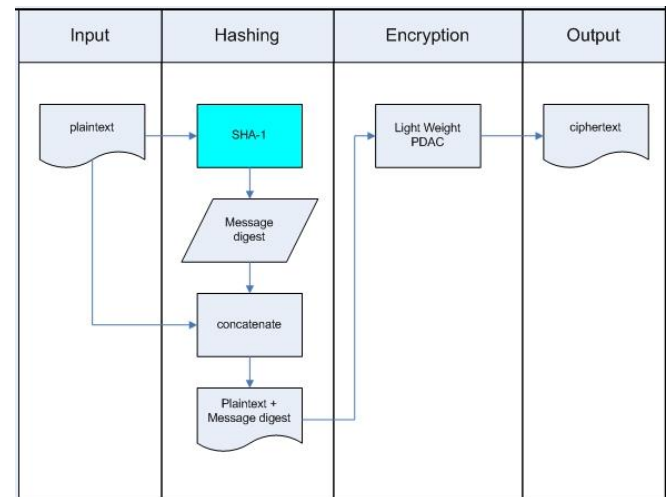 Input
Hashing
Encryption
Output
plaintext
SHA-1
Light Weight
PDAC
ciphertext
Message
digest
concatenate
Plaintext +
Message digest